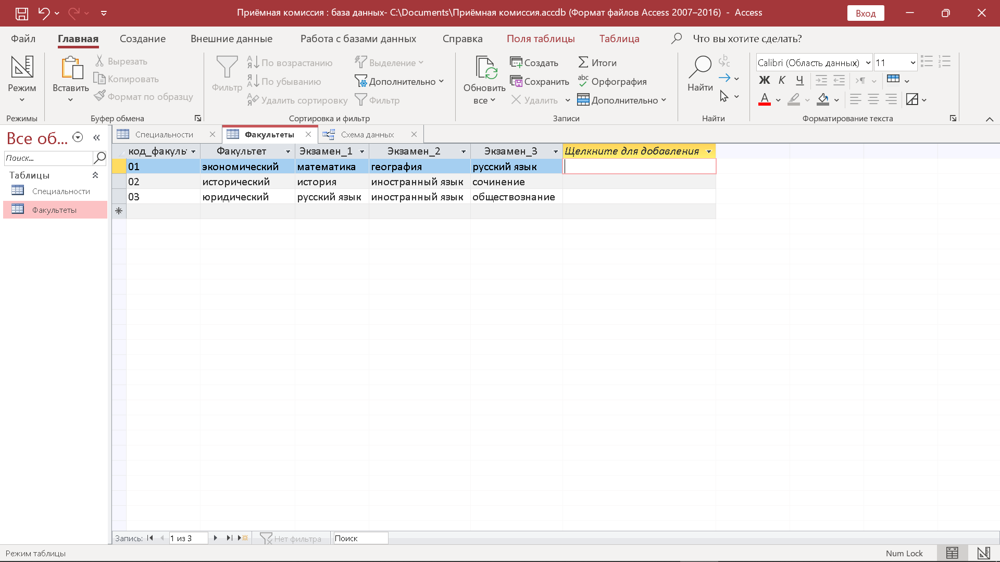 Приёмная комиссия : база данных- C:\Documents\Приёмная комиссия.accdb (Формат файлов Access 2007–2016) - Access
Вход
Файл Главная Создание Внешние данные Работа с базами данных Справка Поля таблицы Таблица Что вы хотите сделать?
Режим
Режимы
Вставить
Вырезать
Копировать
Формат по образцу
Буфер обмена
Фильтр
По возрастанию
По убыванию
Удалить сортировку
Выделение
Дополнительно
Фильтр
Сортировка и фильтр
Обновить
все
Создать
Сохранить
Удалить
Итоги
Орфография
Дополнительно
Записи
Найти
Найти
Calibri (Область данных) 11
Ж К Ч
А
Форматирование текста
Все об...
Поиск...
Таблицы
Специальности
Факультеты
Специальности Факультеты Схема данных
код_факуль Факультет Экзамен_1 Экзамен_2 Экзамен_3 Щелкните для добавления
01 экономический математика география русский язык
02 исторический история иностранный язык сочинение
03 юридический русский язык иностранный язык обществознание
Запись: 1 из 3 Нет фильтра Поиск
Режим таблицы
Num Lock